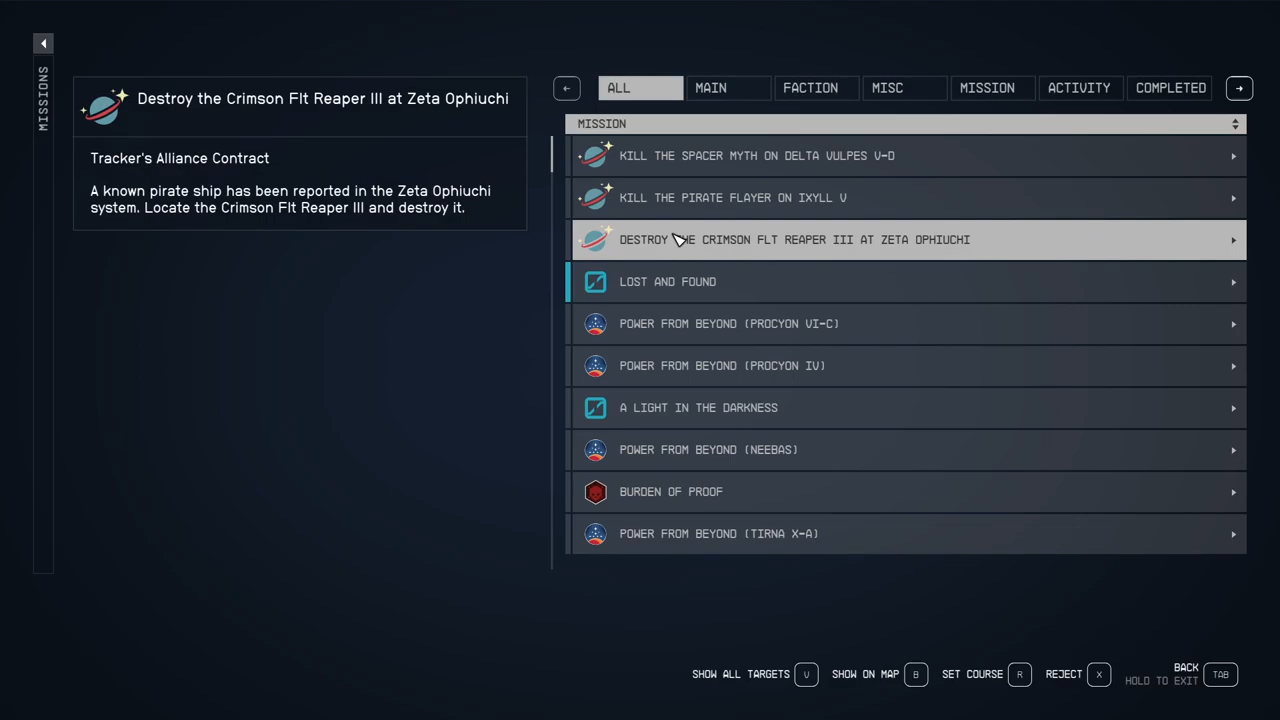 MISSIONS
Destroy the Crimson Flt Reaper III at Zeta Ophiuchi
Tracker's Alliance Contract
A known pirate ship has been reported in the Zeta Ophiuchi
system. Locate the Crimson Flt Reaper III and destroy it.
ALL MAIN FACTION MISC MISSION ACTIVITY COMPLETED
MISSION
KILL THE SPACER MYTH ON DELTA VULPES V-D
KILL THE PIRATE FLAYER ON IXYLL V
DESTROY THE CRIMSON FLT REAPER III AT ZETA OPHIUCHI
LOST AND FOUND
POWER FROM BEYOND (PROCYON VI-C)
POWER FROM BEYOND (PROCYON IV)
A LIGHT IN THE DARKNESS
POWER FROM BEYOND (NEEBAS)
BURDEN OF PROOF
POWER FROM BEYOND (TIRNA X-A)
SHOW ALL TARGETS V SHOW ON MAP B SET COURSE R REJECT X BACK TAB
HOLD TO EXIT